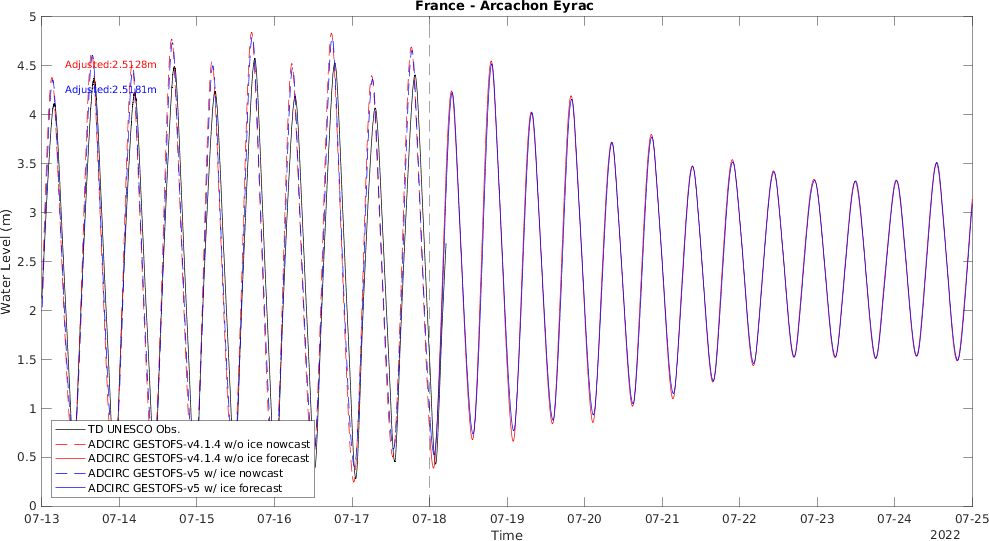 France - Arcachon Eyrac
Water Level (m)
5
4.5
4
3.5
3
2.5
2
1.5
1
0.5
0
Adjusted:2.5128m
Adjusted:2.5181m
TD UNESCO Obs.
ADCIRC GESTOFS-v4.1.4 w/o ice nowcast
ADCIRC GESTOFS-v4.1.4 w/o ice forecast
ADCIRC GESTOFS-v5 w/ ice nowcast
ADCIRC GESTOFS-v5 w/ ice forecast
07-13 07-14 07-15 07-16 07-17 07-18 07-19 07-20 07-21 07-22 07-23 07-24 07-25
Time
2022